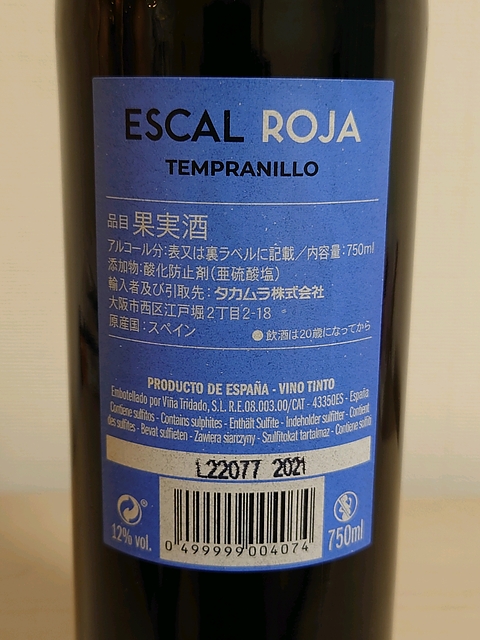 ESCAL ROJA
TEMPRANILLO
品目 果実酒
アルコール分:表又は裏ラベルに記載/内容量:750ml
添加物:酸化防止剤(亜硫酸塩)
輸入者及び引取先:タカムラ株式会社
大阪市西区江戸堀2丁目2-18
原産国:スペイン
●飲酒は20歳になってから
PRODUCTO DE ESPAÑA - VINO TINTO
Embotellado por Viña Tridado, S.L. R.E.08.003.00/CAT - 43350ES - España
Contiene sulfitos - Contains sulphites - Enthält Sulfite - Indeholder sulfitter - Contient
des sulfites - Bevat sulfieten - Zawiera siarczyny - Szulfitokat tartalmaz - Contiene solfiti
L22077 2021
12% vol.
0 499999 004074
750ml